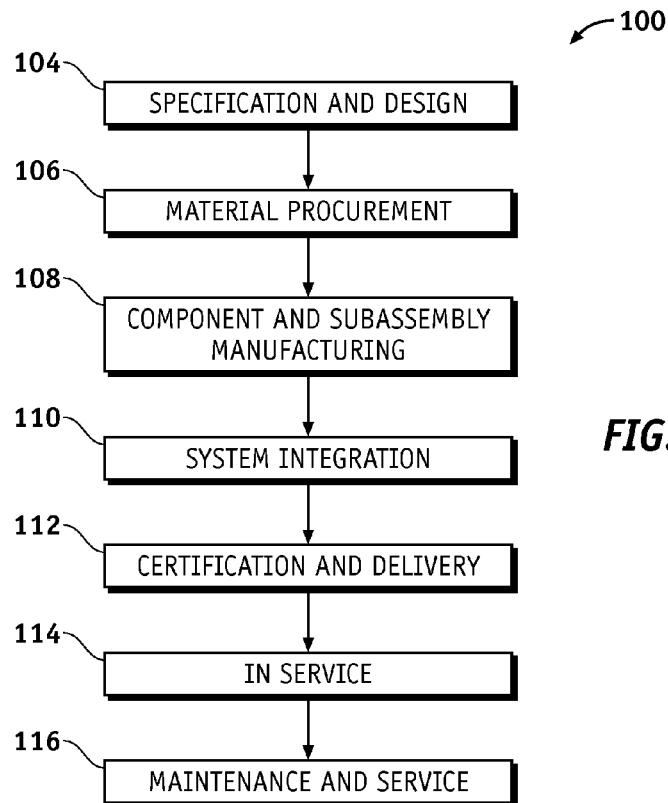 100
104
SPECIFICATION AND DESIGN
106
MATERIAL PROCUREMENT
108
COMPONENT AND SUBASSEMBLY
MANUFACTURING
110
SYSTEM INTEGRATION
FIG.
112
CERTIFICATION AND DELIVERY
114
IN SERVICE
116
MAINTENANCE AND SERVICE